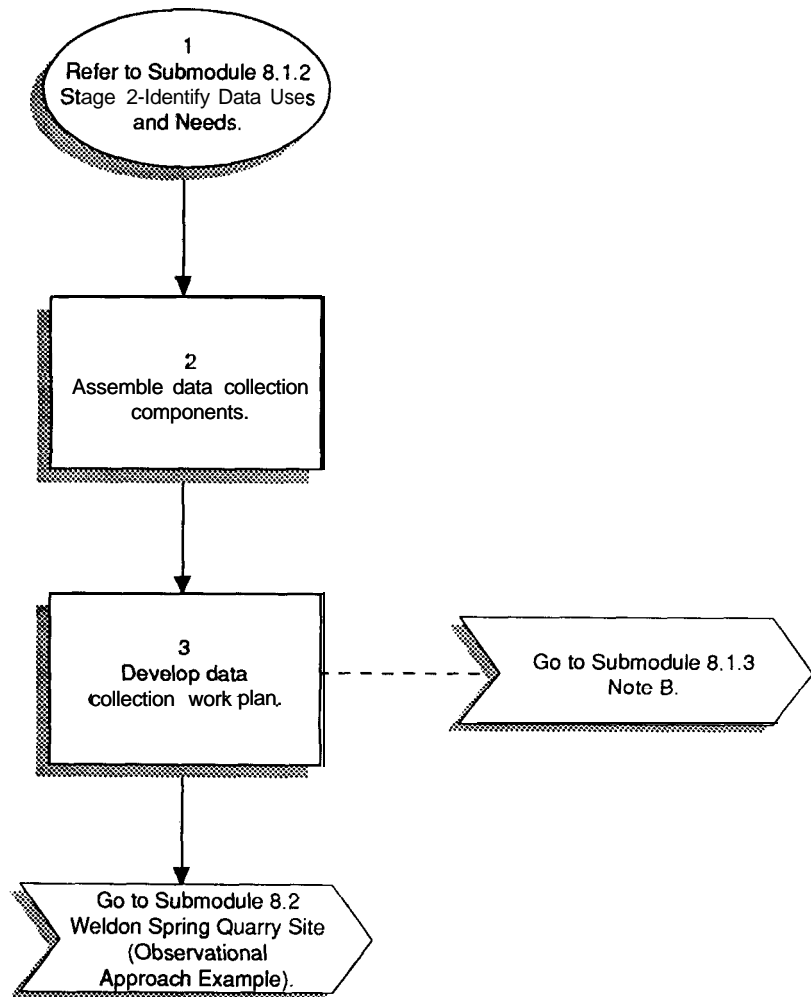 1
Refer to Submodule 8.1.2
Stage 2-Identify Data Uses
and Needs.
2
Assemble data collection
components.
3
Develop data
collection work plan.
Go to Submodule 8.1.3
Note B.
Go to Submodule 8.2
Weldon Spring Quarry Site
(Observational
Approach Example).